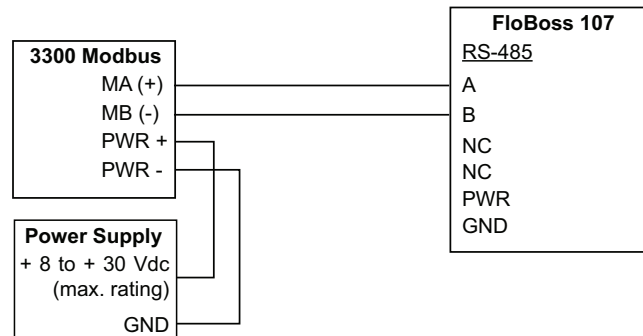 3300 Modbus
MA (+)
MB (-)
PWR +
PWR -
Power Supply
+ 8 to + 30 Vdc
(max. rating)
GND
FloBoss 107
RS-485
A
B
NC
NC
PWR
GND